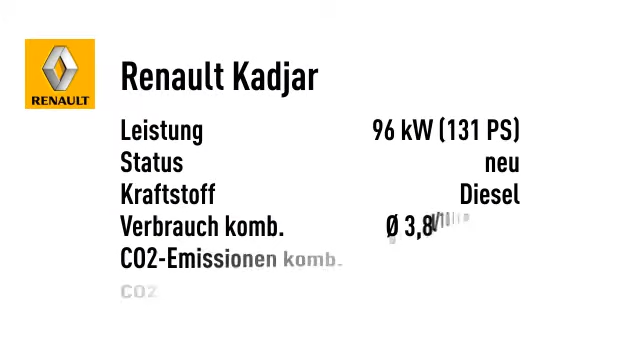 RENAULT
Renault Kadjar
Leistung 96 kW (131 PS)
Status neu
Kraftstoff Diesel
Verbrauch komb. Ø 3,8
CO2-Emissionen komb.
CO2